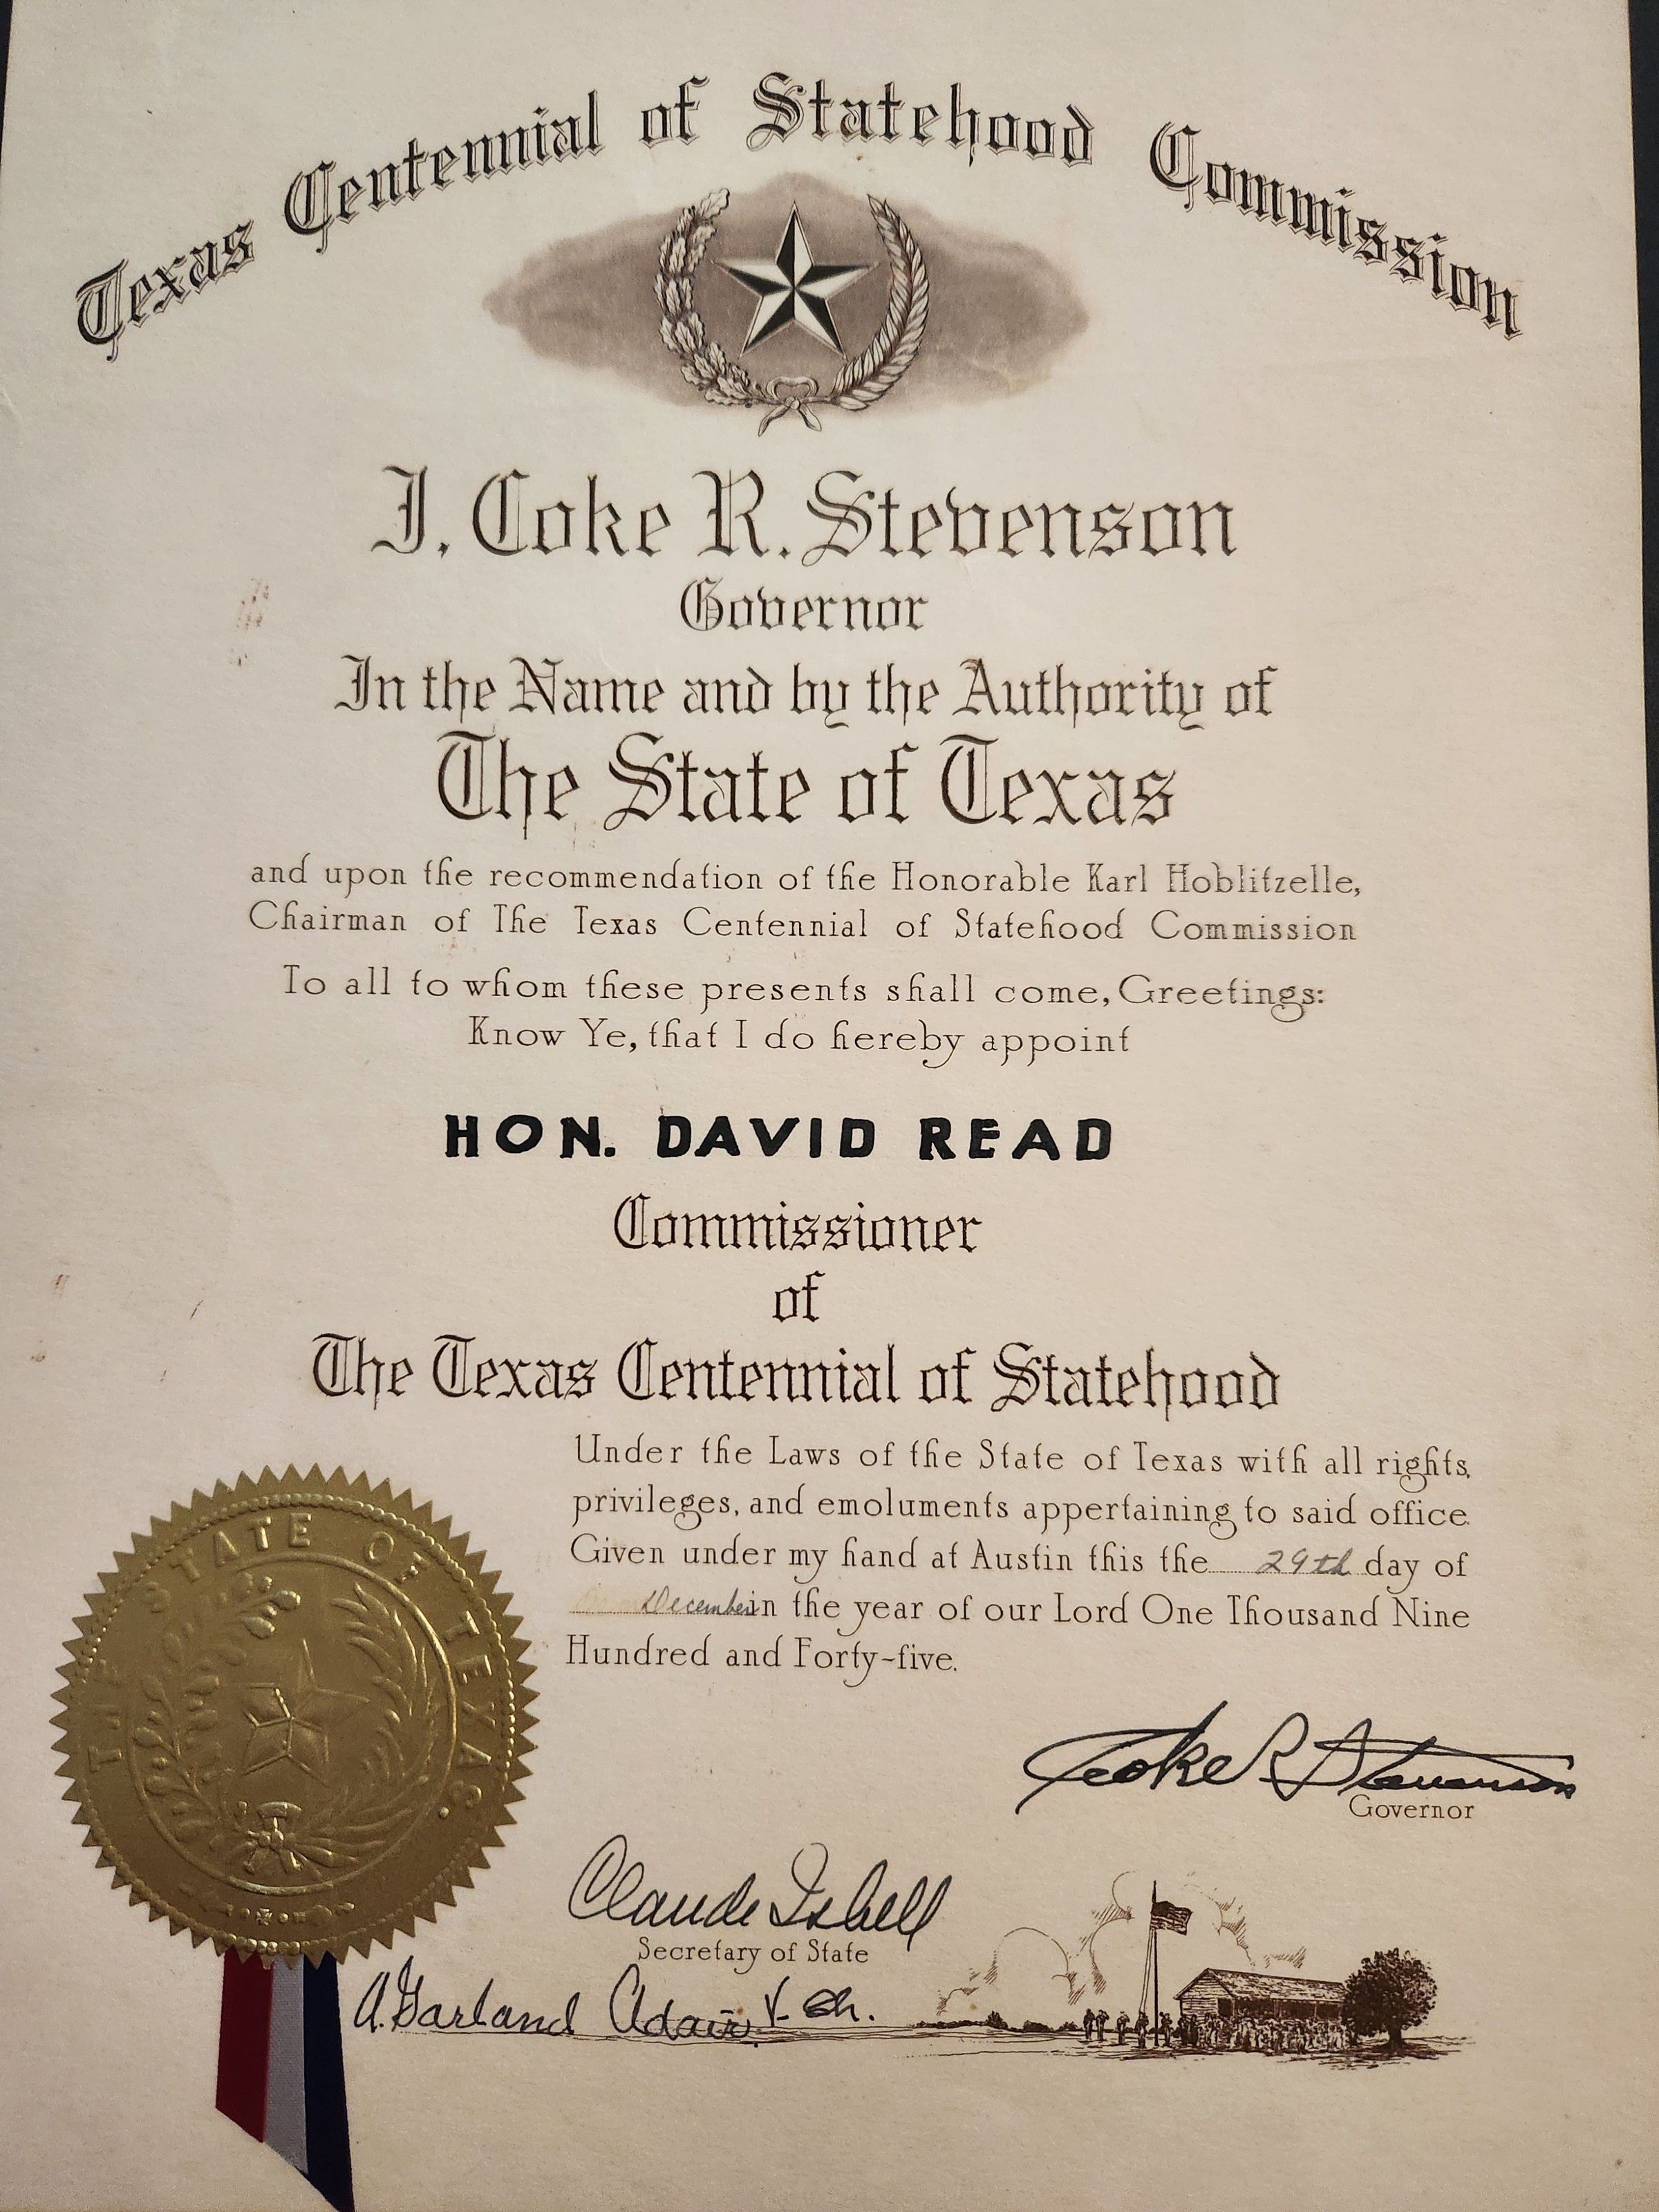 Texas Centennial of Statehood Commission
I, Coke R. Stevenson
Governor
In the Name and by the Authority of
The State of Texas
and upon the recommendation of the Honorable Karl Hoblitzelle,
Chairman of The Texas Centennial of Statehood Commission
To all to whom these presents shall come, Greetings:
Know Ye, that I do hereby appoint
HON. DAVID READ
Commissioner
of
The Texas Centennial of Statehood
Under the Laws of the State of Texas with all rights,
privileges, and emoluments appertaining to said office.
Given under my hand at Austin this the 29th day of
December in the year of our Lord One Thousand Nine
Hundred and Forty-five.
THE STATE OF TEXAS
Coke R Stevenson
Governor
Claude Isbell
Secretary of State
A. Garland Adair V. Ch.